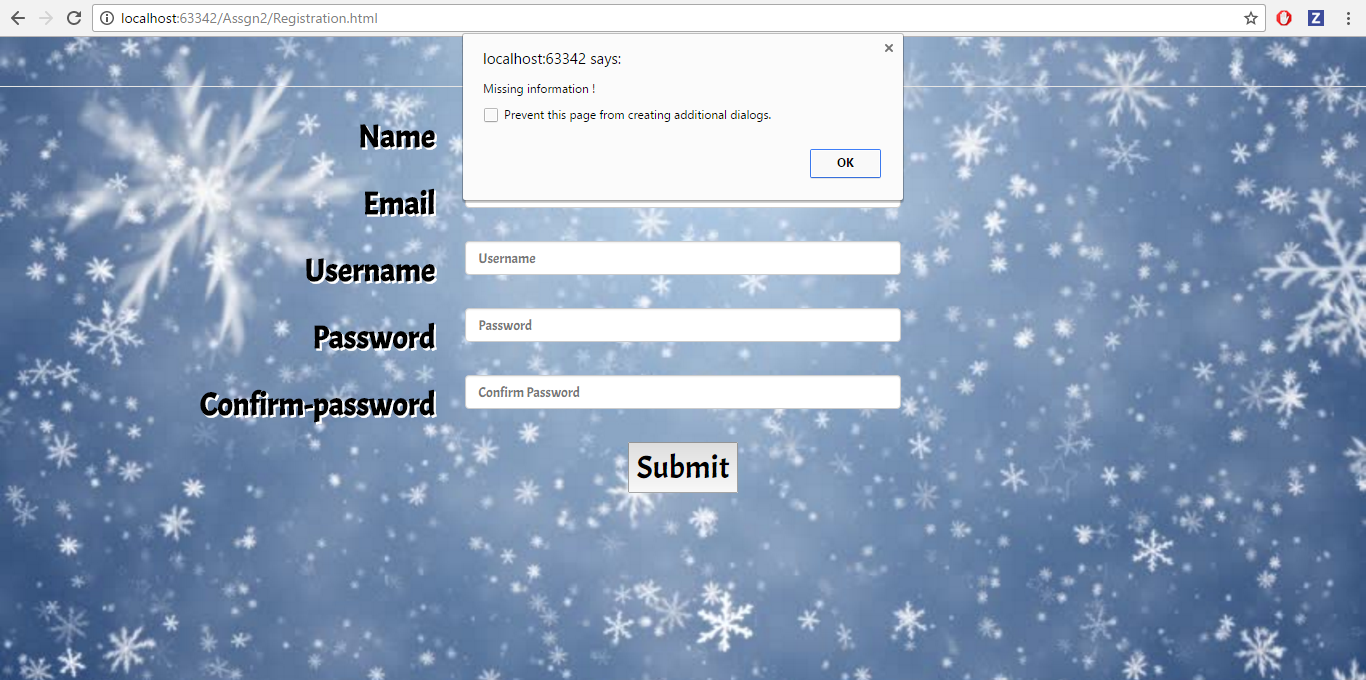 localhost:63342/Assgn2/Registration.html
Z
localhost:63342 says:
Missing information !
Prevent this page from creating additional dialogs.
OK
Name
Email
Username
Username
Password
Password
Confirm-password
Confirm Password
Submit